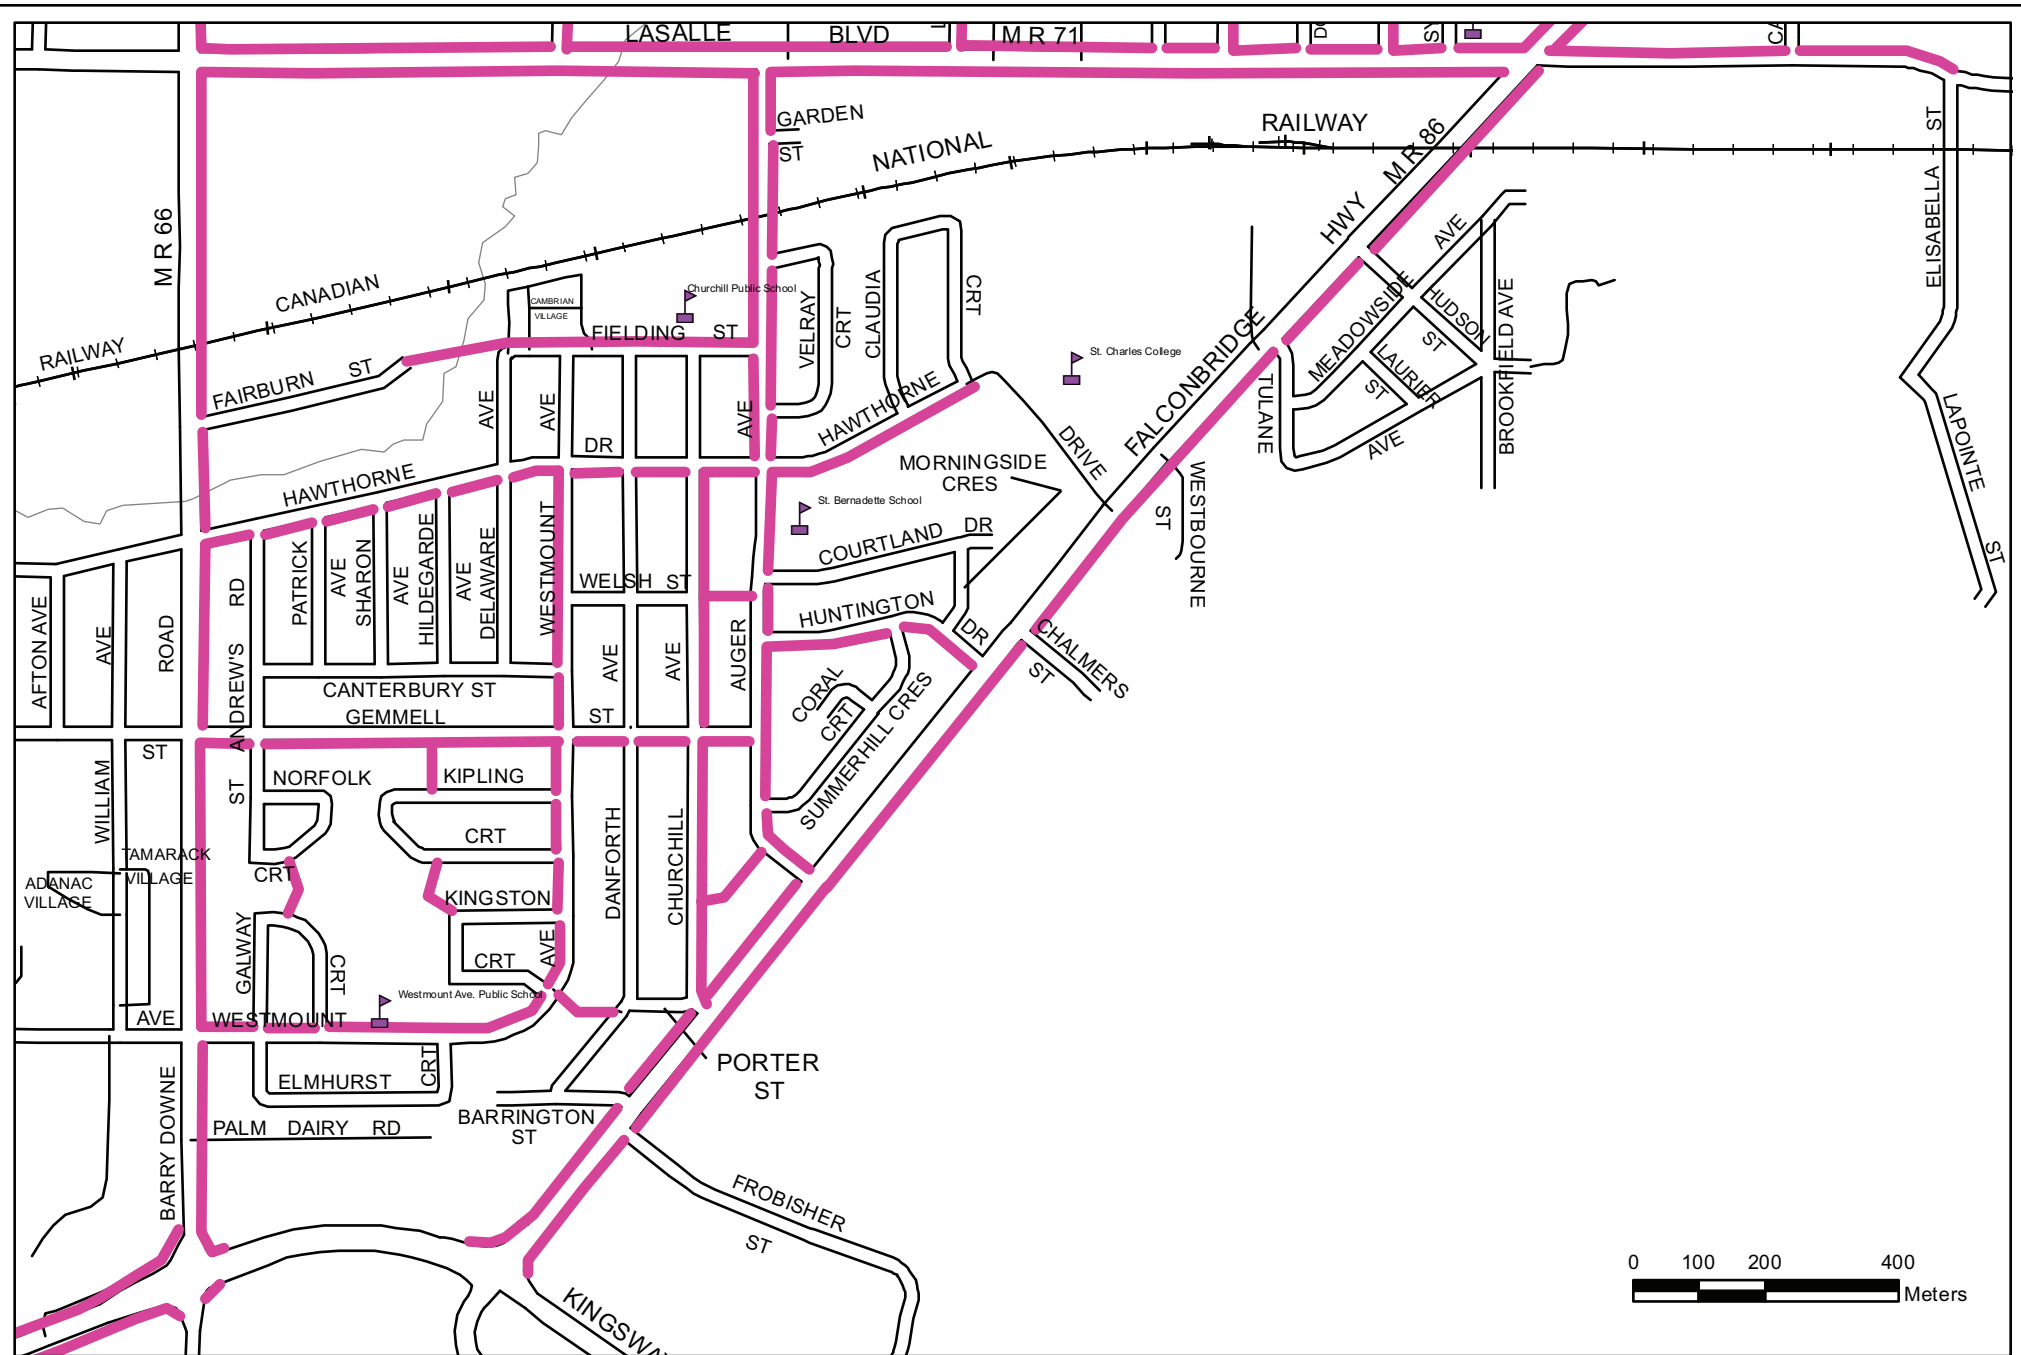 LASALLE BLVD M R 71
GARDEN
ST
CANADIAN NATIONAL RAILWAY
RAILWAY
HWY M R 86
M R 66
ELISABELLA ST
LAPOINTE ST
CAMBRIAN
VILLAGE
Churchill Public School
FIELDING ST
FAIRBURN ST
VELRAY CRT
CLAUDIA CRT
St. Charles College
MEADOWSIDE AVE
HUDSON ST
LAURIER ST
BROOKFIELD AVE
TULANE AVE
FALCONBRIDGE
AVE
AVE
AVE
HAWTHORNE DR
HAWTHORNE DRIVE
MORNINGSIDE
CRES
WESTBOURNE ST
St. Bernadette School
COURTLAND DR
HUNTINGTON DR
CHALMERS ST
ST ANDREW'S RD
PATRICK AVE
SHARON AVE
HILDEGARDE AVE
DELAWARE
WESTMOUNT
WELSH ST
AVE
AVE
AUGER
AFTON AVE
AVE
ROAD
CANTERBURY ST
GEMMELL ST
CORAL CRT
SUMMERHILL CRES
ST
WILLIAM
NORFOLK CRT
KIPLING CRT
KINGSTON CRT
DANFORTH
CHURCHILL
TAMARACK
VILLAGE
ADANAC
VILLAGE
GALWAY CRT
AVE
Westmount Ave. Public School
AVE WESTMOUNT
ELMHURST CRT
PORTER
ST
BARRINGTON
ST
PALM DAIRY RD
BARRY DOWNE
FROBISHER ST
0 100 200 400
Meters